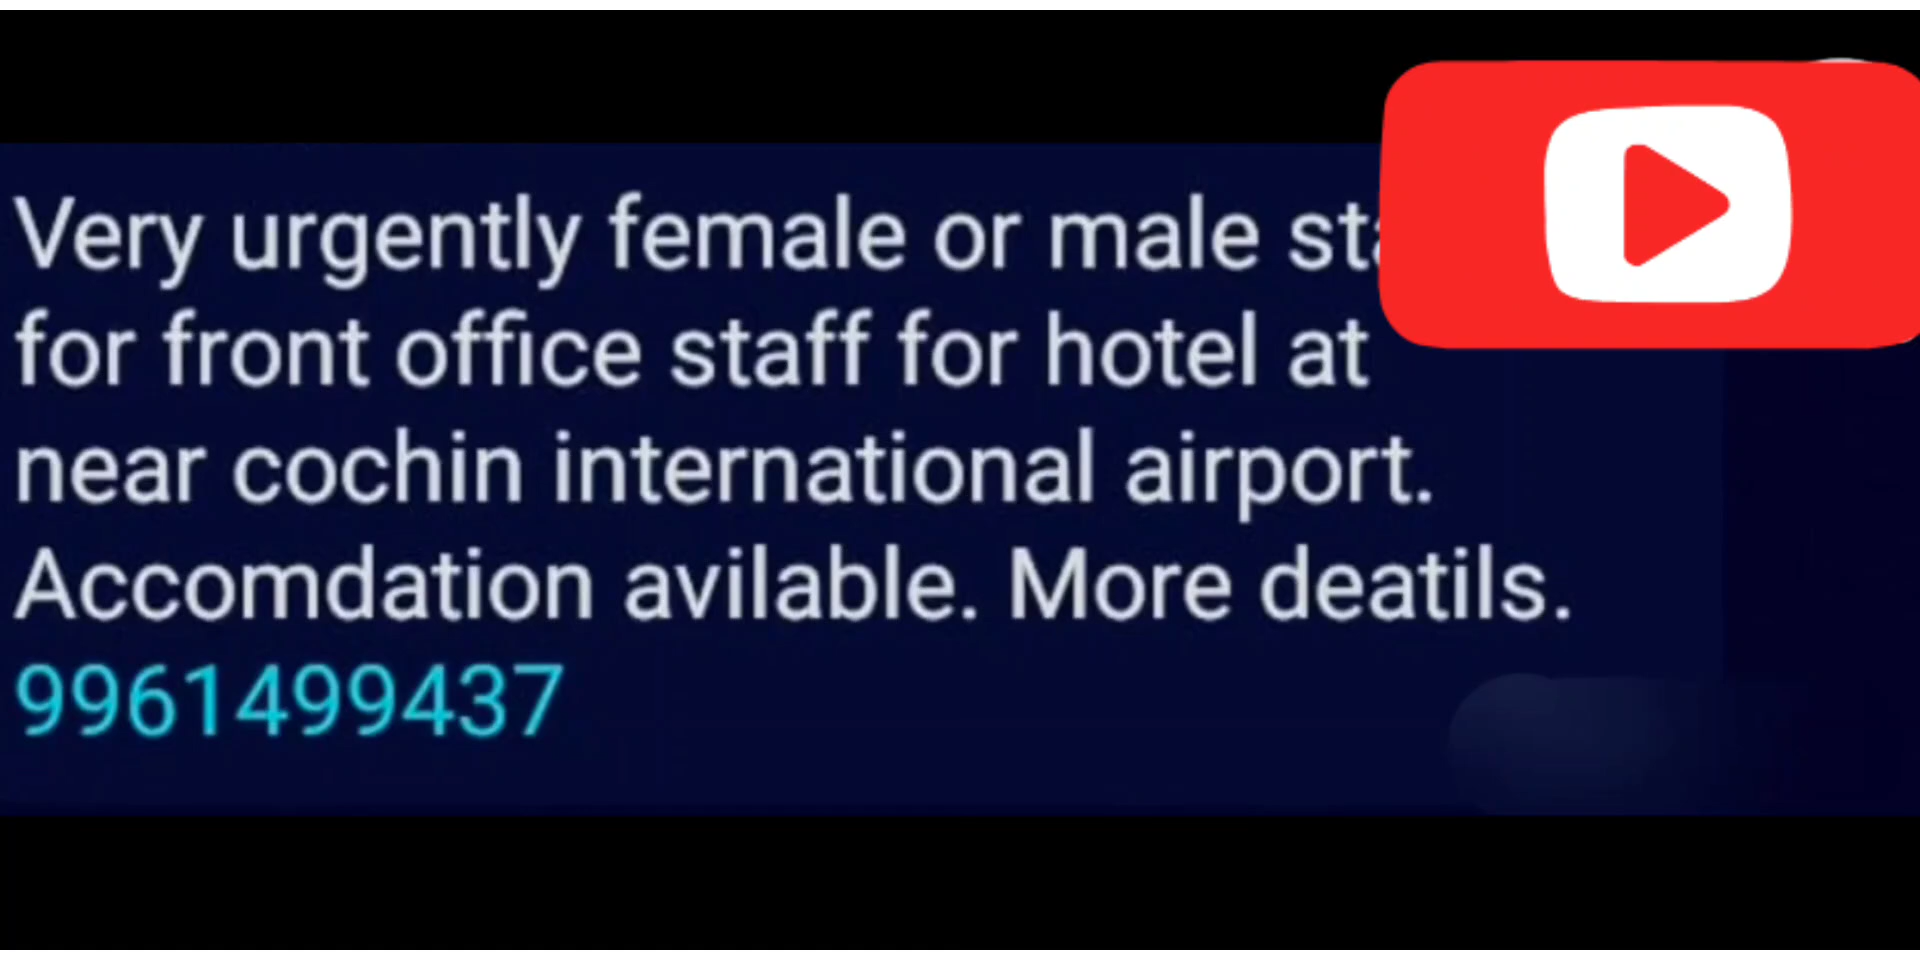 Very urgently female or male
for front office staff for hotel at
near cochin international airport.
Accomdation avilable. More deatils.
9961499437